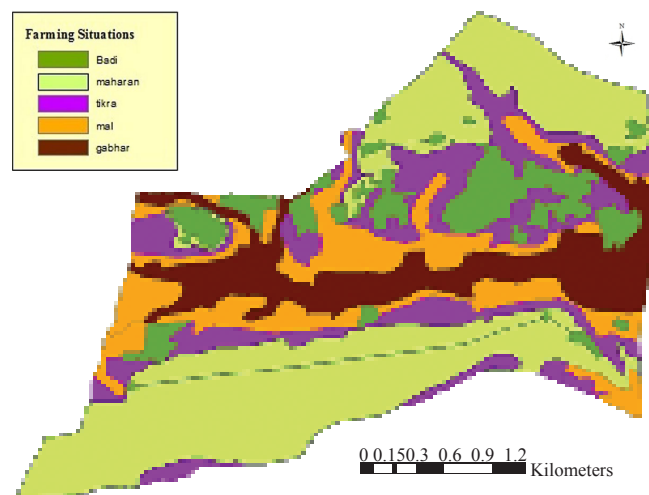 Farming Situations
Badi
maharan
tikra
mal
gabhar
N
0 0.150.3 0.6 0.9 1.2
Kilometers